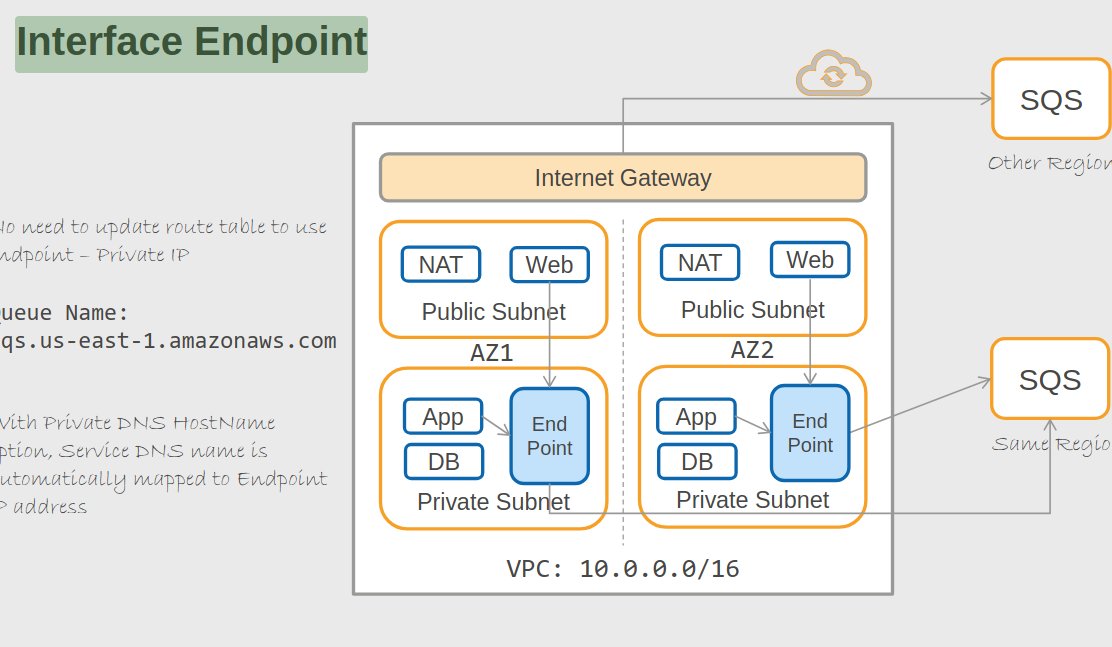 Interface Endpoint
SQS
Other Region
Internet Gateway
No need to update route table to use
endpoint – Private IP
NAT
Web
Public Subnet
NAT
Web
Public Subnet
Queue Name:
sqs.us-east-1.amazonaws.com
AZ1
AZ2
SQS
Same Regio
With Private DNS HostName
option, Service DNS name is
automatically mapped to Endpoint
IP address
App
DB
End
Point
Private Subnet
App
DB
End
Point
Private Subnet
VPC: 10.0.0.0/16